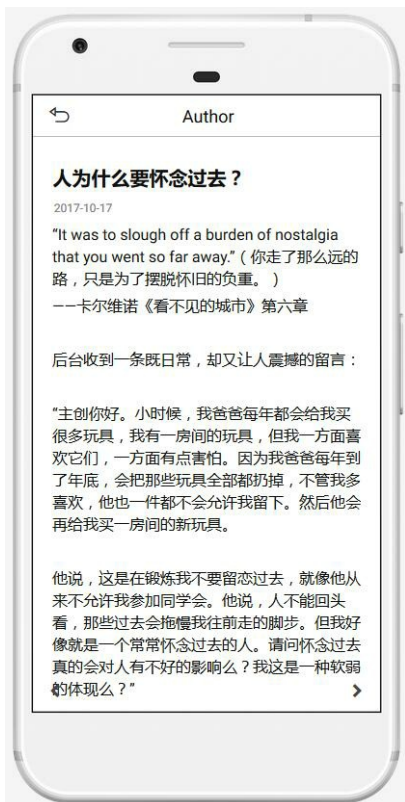 Author
人为什么要怀念过去？
2017-10-17
“It was to slough off a burden of nostalgia
that you went so far away.”（你走了那么远的
路，只是为了摆脱怀旧的负重。）
——卡尔维诺《看不见的城市》第六章
后台收到一条既日常，却又让人震撼的留言：
“主创你好。小时候，我爸爸每年都会给我买
很多玩具，我有一房间的玩具，但我一方面喜
欢它们，一方面有点害怕。因为我爸爸每年到
了年底，会把那些玩具全部都扔掉，不管我多
喜欢，他也一件都不会允许我留下。然后他会
再给我买一房间的新玩具。
他说，这是在锻炼我不要留恋过去，就像他从
来不允许我参加同学会。他说，人不能回头
看，那些过去会拖慢我往前走的脚步。但我好
像就是一个常常怀念过去的人。请问怀念过去
真的会对人有不好的影响么？我这是一种软弱
的体现么？”